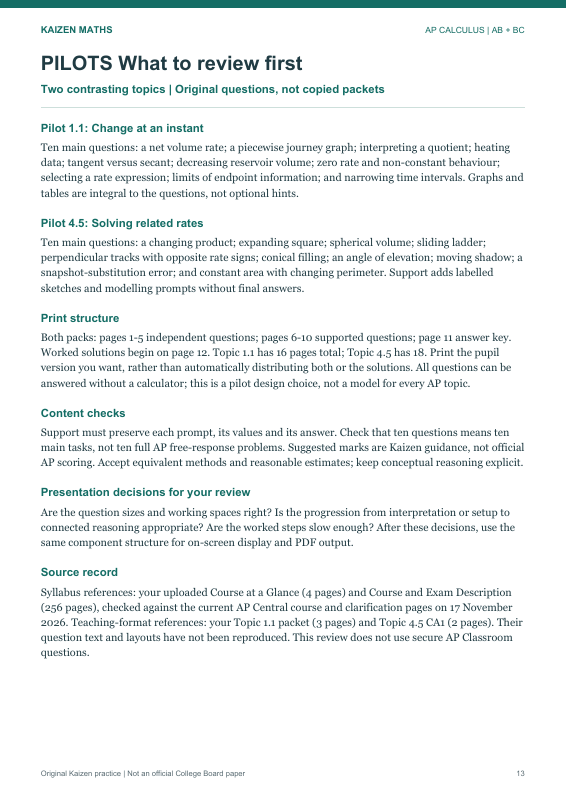 KAIZEN MATHS
AP CALCULUS | AB + BC
PILOTS What to review first
Two contrasting topics | Original questions, not copied packets
Pilot 1.1: Change at an instant
Ten main questions: a net volume rate; a piecewise journey graph; interpreting a quotient; heating
data; tangent versus secant; decreasing reservoir volume; zero rate and non-constant behaviour;
selecting a rate expression; limits of endpoint information; and narrowing time intervals. Graphs and
tables are integral to the questions, not optional hints.
Pilot 4.5: Solving related rates
Ten main questions: a changing product; expanding square; spherical volume; sliding ladder;
perpendicular tracks with opposite rate signs; conical filling; an angle of elevation; moving shadow; a
snapshot-substitution error; and constant area with changing perimeter. Support adds labelled
sketches and modelling prompts without final answers.
Print structure
Both packs: pages 1-5 independent questions; pages 6-10 supported questions; page 11 answer key.
Worked solutions begin on page 12. Topic 1.1 has 16 pages total; Topic 4.5 has 18. Print the pupil
version you want, rather than automatically distributing both or the solutions. All questions can be
answered without a calculator; this is a pilot design choice, not a model for every AP topic.
Content checks
Support must preserve each prompt, its values and its answer. Check that ten questions means ten
main tasks, not ten full AP free-response problems. Suggested marks are Kaizen guidance, not official
AP scoring. Accept equivalent methods and reasonable estimates; keep conceptual reasoning explicit.
Presentation decisions for your review
Are the question sizes and working spaces right? Is the progression from interpretation or setup to
connected reasoning appropriate? Are the worked steps slow enough? After these decisions, use the
same component structure for on-screen display and PDF output.
Source record
Syllabus references: your uploaded Course at a Glance (4 pages) and Course and Exam Description
(256 pages), checked against the current AP Central course and clarification pages on 17 November
2026. Teaching-format references: your Topic 1.1 packet (3 pages) and Topic 4.5 CA1 (2 pages). Their
question text and layouts have not been reproduced. This review does not use secure AP Classroom
questions.
Original Kaizen practice | Not an official College Board paper
13